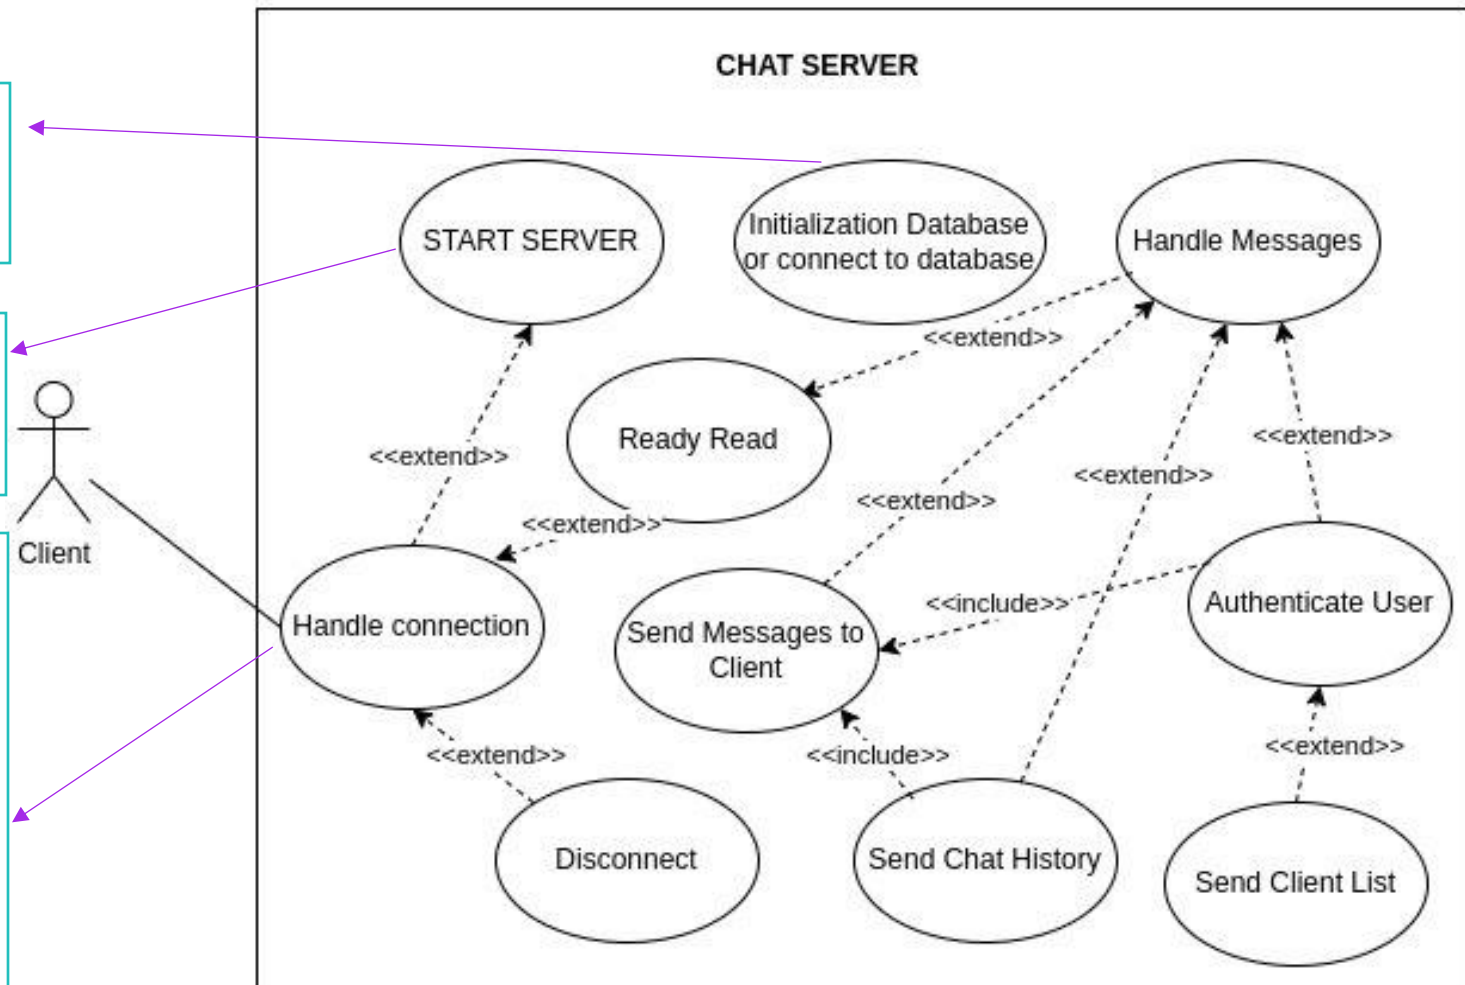 CHAT SERVER
START SERVER
Initialization Database
or connect to database
Handle Messages
<<extend>>
Ready Read
<<extend>>
<<extend>>
<<extend>>
<<extend>>
<<extend>>
Client
Handle connection
Send Messages to
Client
<<include>>
Authenticate User
<<extend>>
<<include>>
<<extend>>
Disconnect
Send Chat History
Send Client List